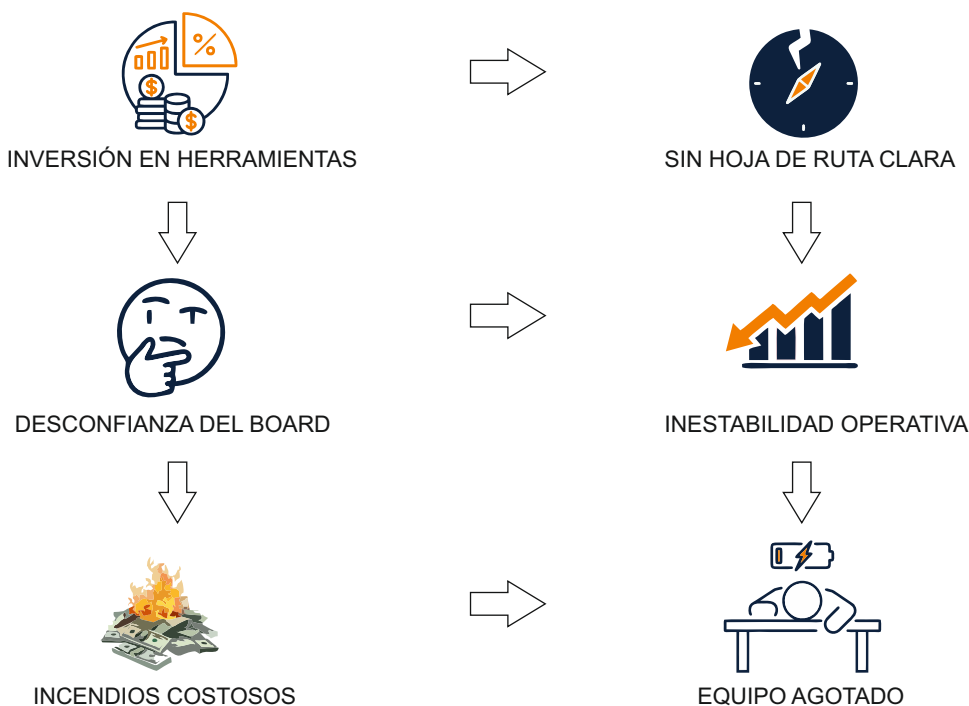 INVERSIÓN EN HERRAMIENTAS
SIN HOJA DE RUTA CLARA
DESCONFIANZA DEL BOARD
INESTABILIDAD OPERATIVA
INCENDIOS COSTOSOS
EQUIPO AGOTADO